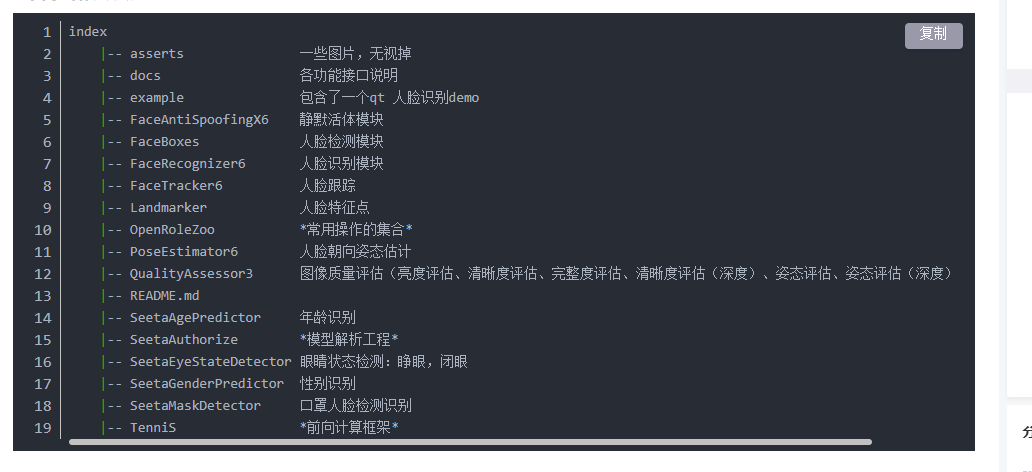 复制
1 index
2 |-- asserts 一些图片，无视掉
3 |-- docs 各功能接口说明
4 |-- example 包含了一个qt 人脸识别demo
5 |-- FaceAntiSpoofingX6 静默活体模块
6 |-- FaceBoxes 人脸检测模块
7 |-- FaceRecognizer6 人脸识别模块
8 |-- FaceTracker6 人脸跟踪
9 |-- Landmarker 人脸特征点
10 |-- OpenRoleZoo *常用操作的集合*
11 |-- PoseEstimator6 人脸朝向姿态估计
12 |-- QualityAssessor3 图像质量评估（亮度评估、清晰度评估、完整度评估、清晰度评估（深度）、姿态评估、姿态评估（深度）
13 |-- README.md
14 |-- SeetaAgePredictor 年龄识别
15 |-- SeetaAuthorize *模型解析工程*
16 |-- SeetaEyeStateDetector 眼睛状态检测：睁眼，闭眼
17 |-- SeetaGenderPredictor 性别识别
18 |-- SeetaMaskDetector 口罩人脸检测识别
19 |-- TenniS *前向计算框架*